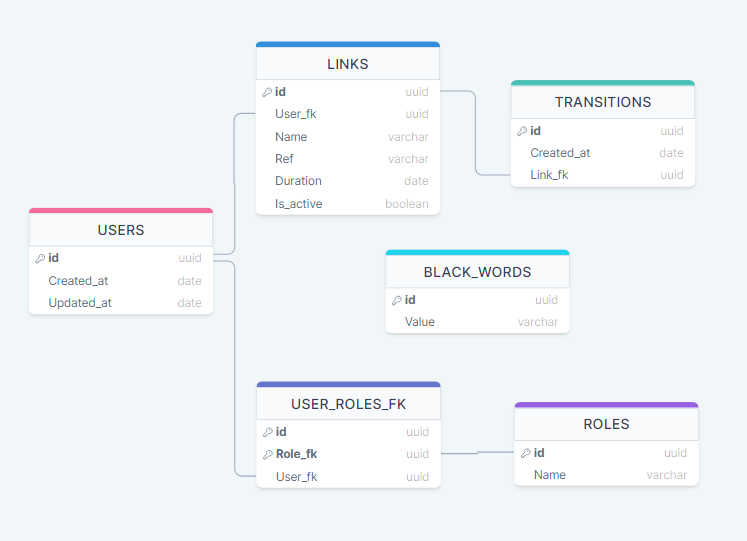 LINKS
id uuid
User_fk uuid
Name varchar
Ref varchar
Duration date
Is_active boolean
TRANSITIONS
id uuid
Created_at date
Link_fk uuid
USERS
id uuid
Created_at date
Updated_at date
BLACK_WORDS
id uuid
Value varchar
USER_ROLES_FK
id uuid
Role_fk uuid
User_fk uuid
ROLES
id uuid
Name varchar